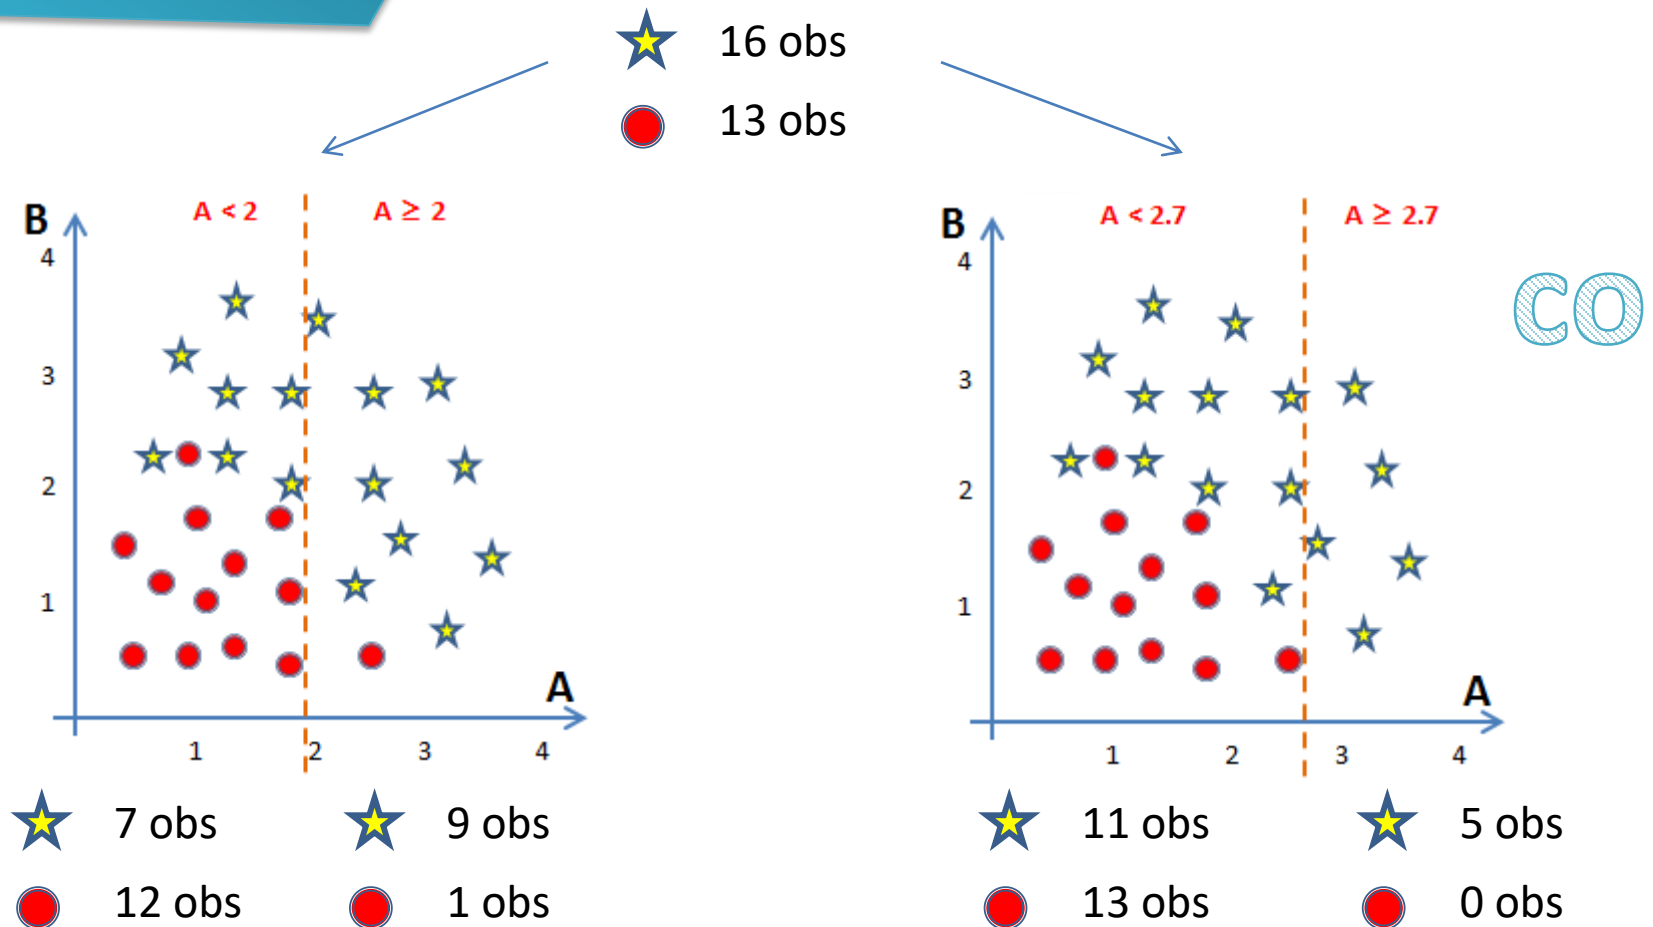 16 obs
13 obs
A < 2 A ≥ 2
B
4
3
2
1
A
1 2 3 4
7 obs 9 obs
12 obs 1 obs
A < 2.7 A ≥ 2.7
B
4
3
2
1
A
1 2 3 4
11 obs 5 obs
13 obs 0 obs
CO